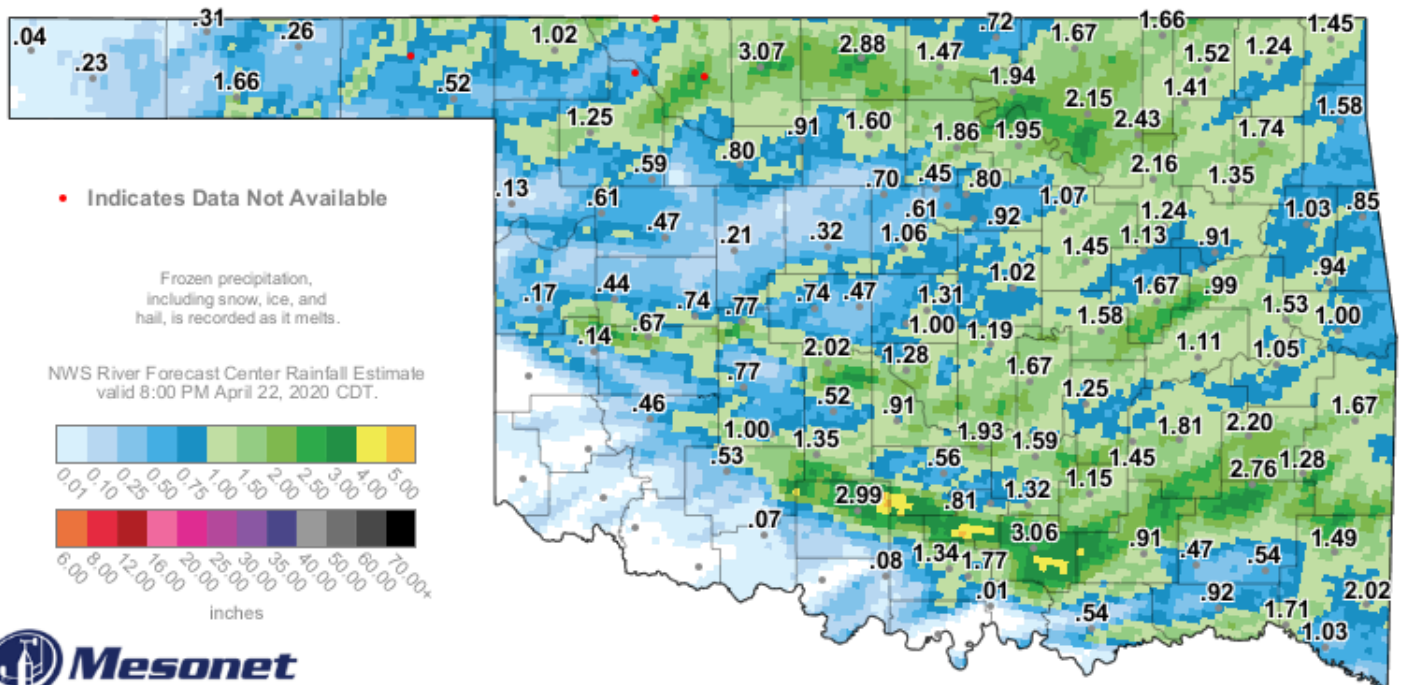 .04 .31 .26 1.02 3.07 2.88 1.47 .72 1.67 1.66 1.52 1.24 1.45
.23 1.66 .52 1.94 2.15 1.41 1.58
1.25 .91 1.60 1.86 1.95 2.43 1.74
.59 .80 2.16 1.35
.13 .61 .70 .45 .80 1.07
• Indicates Data Not Available
.47 .21 .32 .61 .92 1.24 1.03 .85
1.06 1.45 1.13 .91
Frozen precipitation,
including snow, ice, and
hail, is recorded as it melts.
.17 .44 .74 .77 .74 .47 1.31 1.02 1.67 .99 .94
.14 .67 1.00 1.19 1.58 1.53 1.00
2.02 1.28 1.11 1.05
NWS River Forecast Center Rainfall Estimate
valid 8:00 PM April 22, 2020 CDT.
.77 1.67
.46 .52 .91 1.25 1.67
1.00 1.35 1.93 1.59 1.81 2.20
.53 .56 1.45 2.76 1.28
0.01 0.10 0.25 0.50 0.75 1.00 1.50 2.00 2.50 3.00 4.00 5.00
2.99 .81 1.32 1.15
.07 3.06 .91 .47 .54 1.49
.08 1.34 1.77
.01 .54 .92 1.71 2.02
1.03
6.00 8.00 12.00 16.00 20.00 25.00 30.00 35.00 40.00 50.00 60.00 70.00+
inches
Mesonet